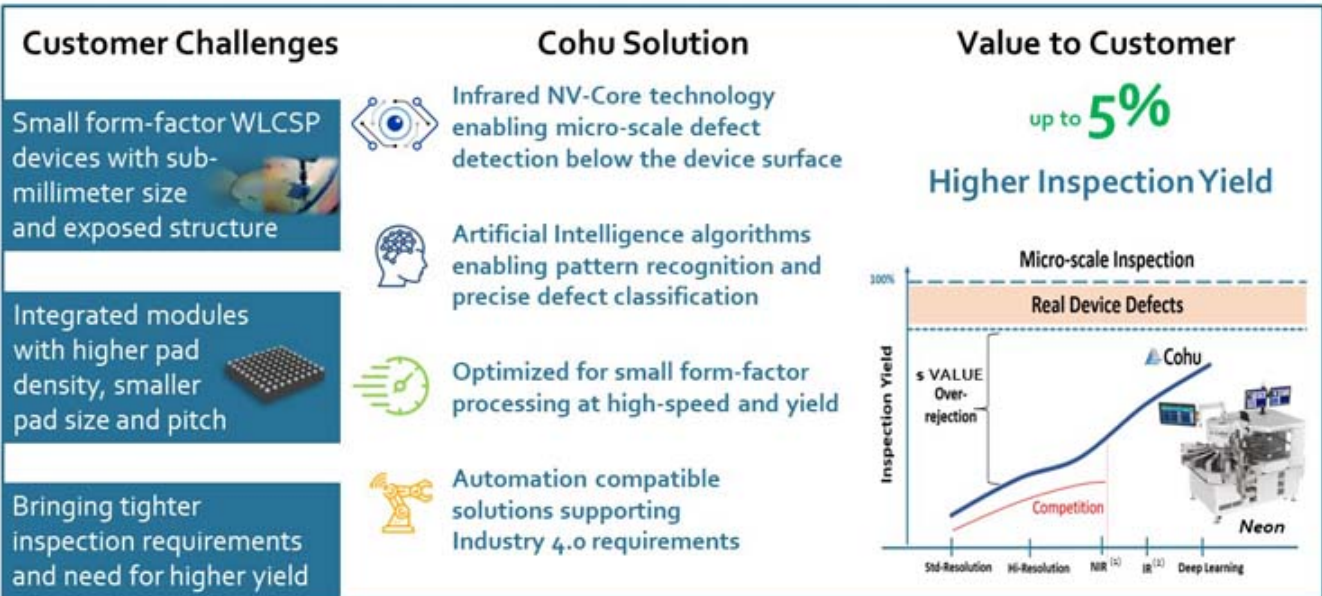 Customer Challenges
Small form-factor WLCSP
devices with sub-
millimeter size
and exposed structure
Integrated modules
with higher pad
density, smaller
pad size and pitch
Bringing tighter
inspection requirements
and need for higher yield
Cohu Solution
Infrared NV-Core technology
enabling micro-scale defect
detection below the device surface
Artificial Intelligence algorithms
enabling pattern recognition and
precise defect classification
Optimized for small form-factor
processing at high-speed and yield
Automation compatible
solutions supporting
Industry 4.0 requirements
Value to Customer
up to 5%
Higher Inspection Yield
Micro-scale Inspection
100%
Real Device Defects
Cohu
$ VALUE
Over-
rejection
Inspection Yield
Competition
Neon
Std-Resolution Hi-Resolution NIR (1) IR (2) Deep Learning